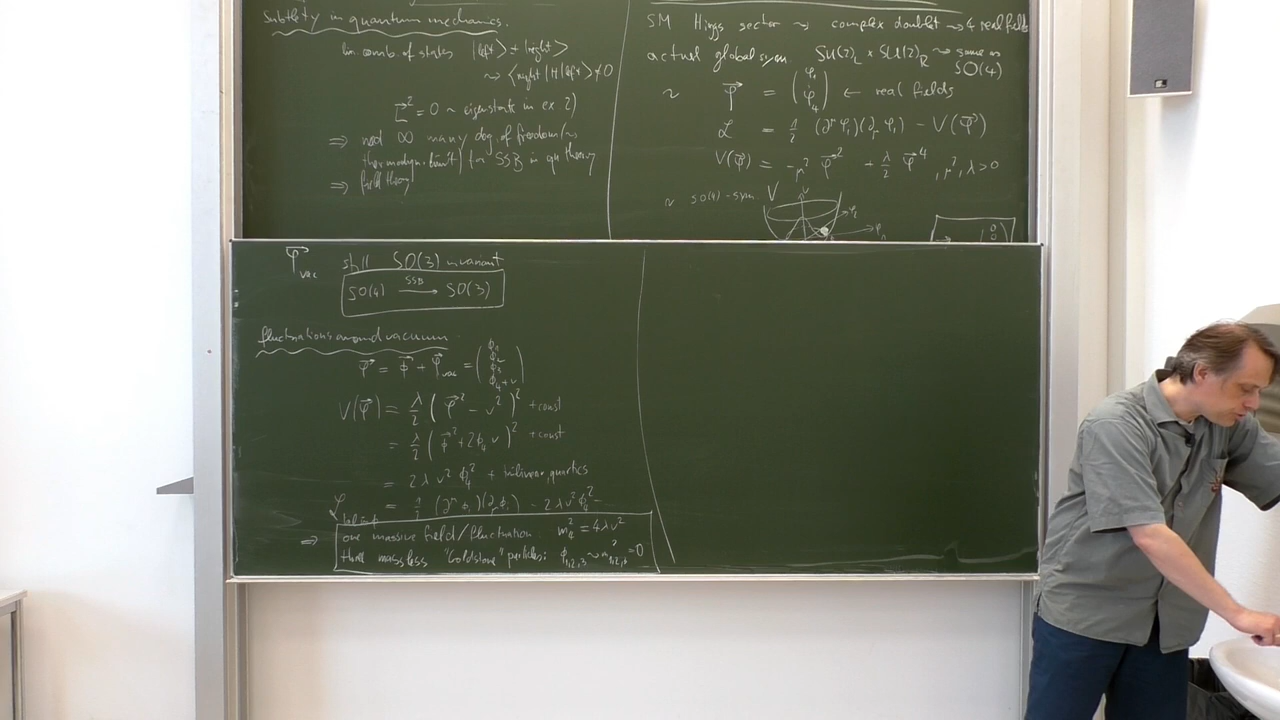 Subtlety in quantum mechanics.
lin. comb. of states |left> ± |right>
⤳ <right|H|left> ≠ 0
L⃗² = 0 ~ eigenstate in ex. 2)
⇒ need ∞ many deg. of freedom (~
thermodyn. limit) for SSB in qu. theory
⇒ field theory
SM Higgs sector ⤳ complex doublet → 4 real fields
actual global sym. SU(2)_L × SU(2)_R ⤳ same as
SO(4)
~ φ⃗ = (φ₁ ⋮ φ₄) ← real fields
ℒ = ½ (∂^μ φ_i)(∂_μ φ_i) − V(φ⃗)
V(φ⃗) = −μ² φ⃗² + λ/2 φ⃗⁴ , μ², λ > 0
~ SO(4)-sym. V
φ⃗_vac still SO(3) invariant
SO(4) —SSB→ SO(3)
fluctuations around vacuum
φ⃗ = ϕ⃗ + φ⃗_vac = (ϕ₁ ϕ₂ ϕ₃ ϕ₄+v)
V(φ⃗) = λ/2 (φ⃗² − v²)² + const
= λ/2 (ϕ⃗² + 2ϕ₄v)² + const
= 2λv² ϕ₄² + trilinear, quartics
= ½ (∂^μ ϕ_i)(∂_μ ϕ_i) − 2λv²ϕ₄² −
⇒ one massive field/fluctuation. m₄² = 4λv²
three massless "Goldstone" particles: ϕ₁,₂,₃ ~ m²₁,₂,₃ = 0